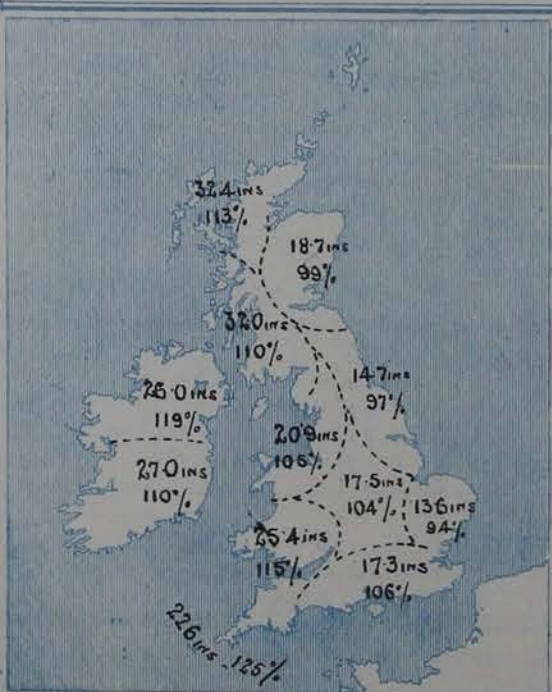 32.4 INS
113%
18.7 INS
99%
32.0 INS
110%
14.7 INS
97%
26.0 INS
119%
20.9 INS
106%
27.0 INS
110%
17.5 INS
104%
13.6 INS
94%
25.4 INS
115%
17.3 INS
106%
22.6 INS - 125%